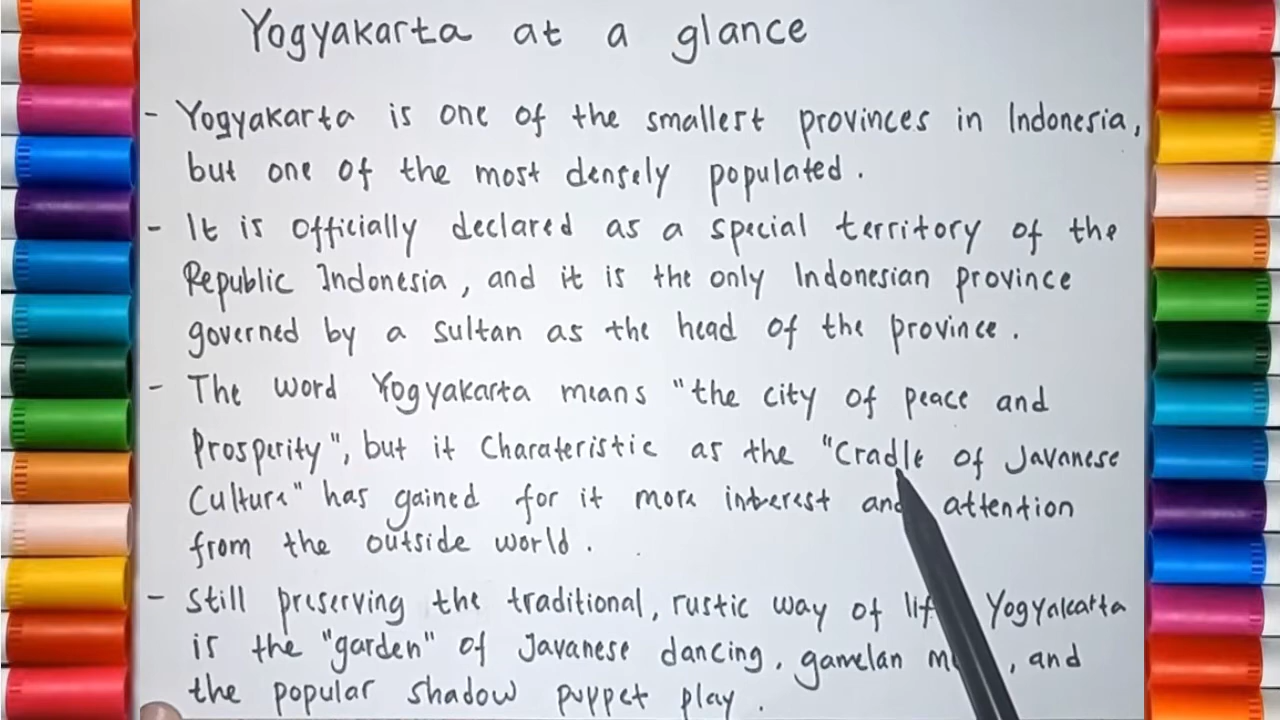 Yogyakarta at a glance
- Yogyakarta is one of the smallest provinces in Indonesia,
but one of the most densely populated.
- It is officially declared as a special territory of the
Republic Indonesia, and it is the only Indonesian province
governed by a sultan as the head of the province.
- The word Yogyakarta means "the city of peace and
Prosperity", but it Charateristic as the "Cradle of Javanese
Culture" has gained for it more interest and attention
from the outside world.
- Still preserving the traditional, rustic way of Yogyakarta
is the "garden" of Javanese dancing, gamelan , and
the popular shadow puppet play.